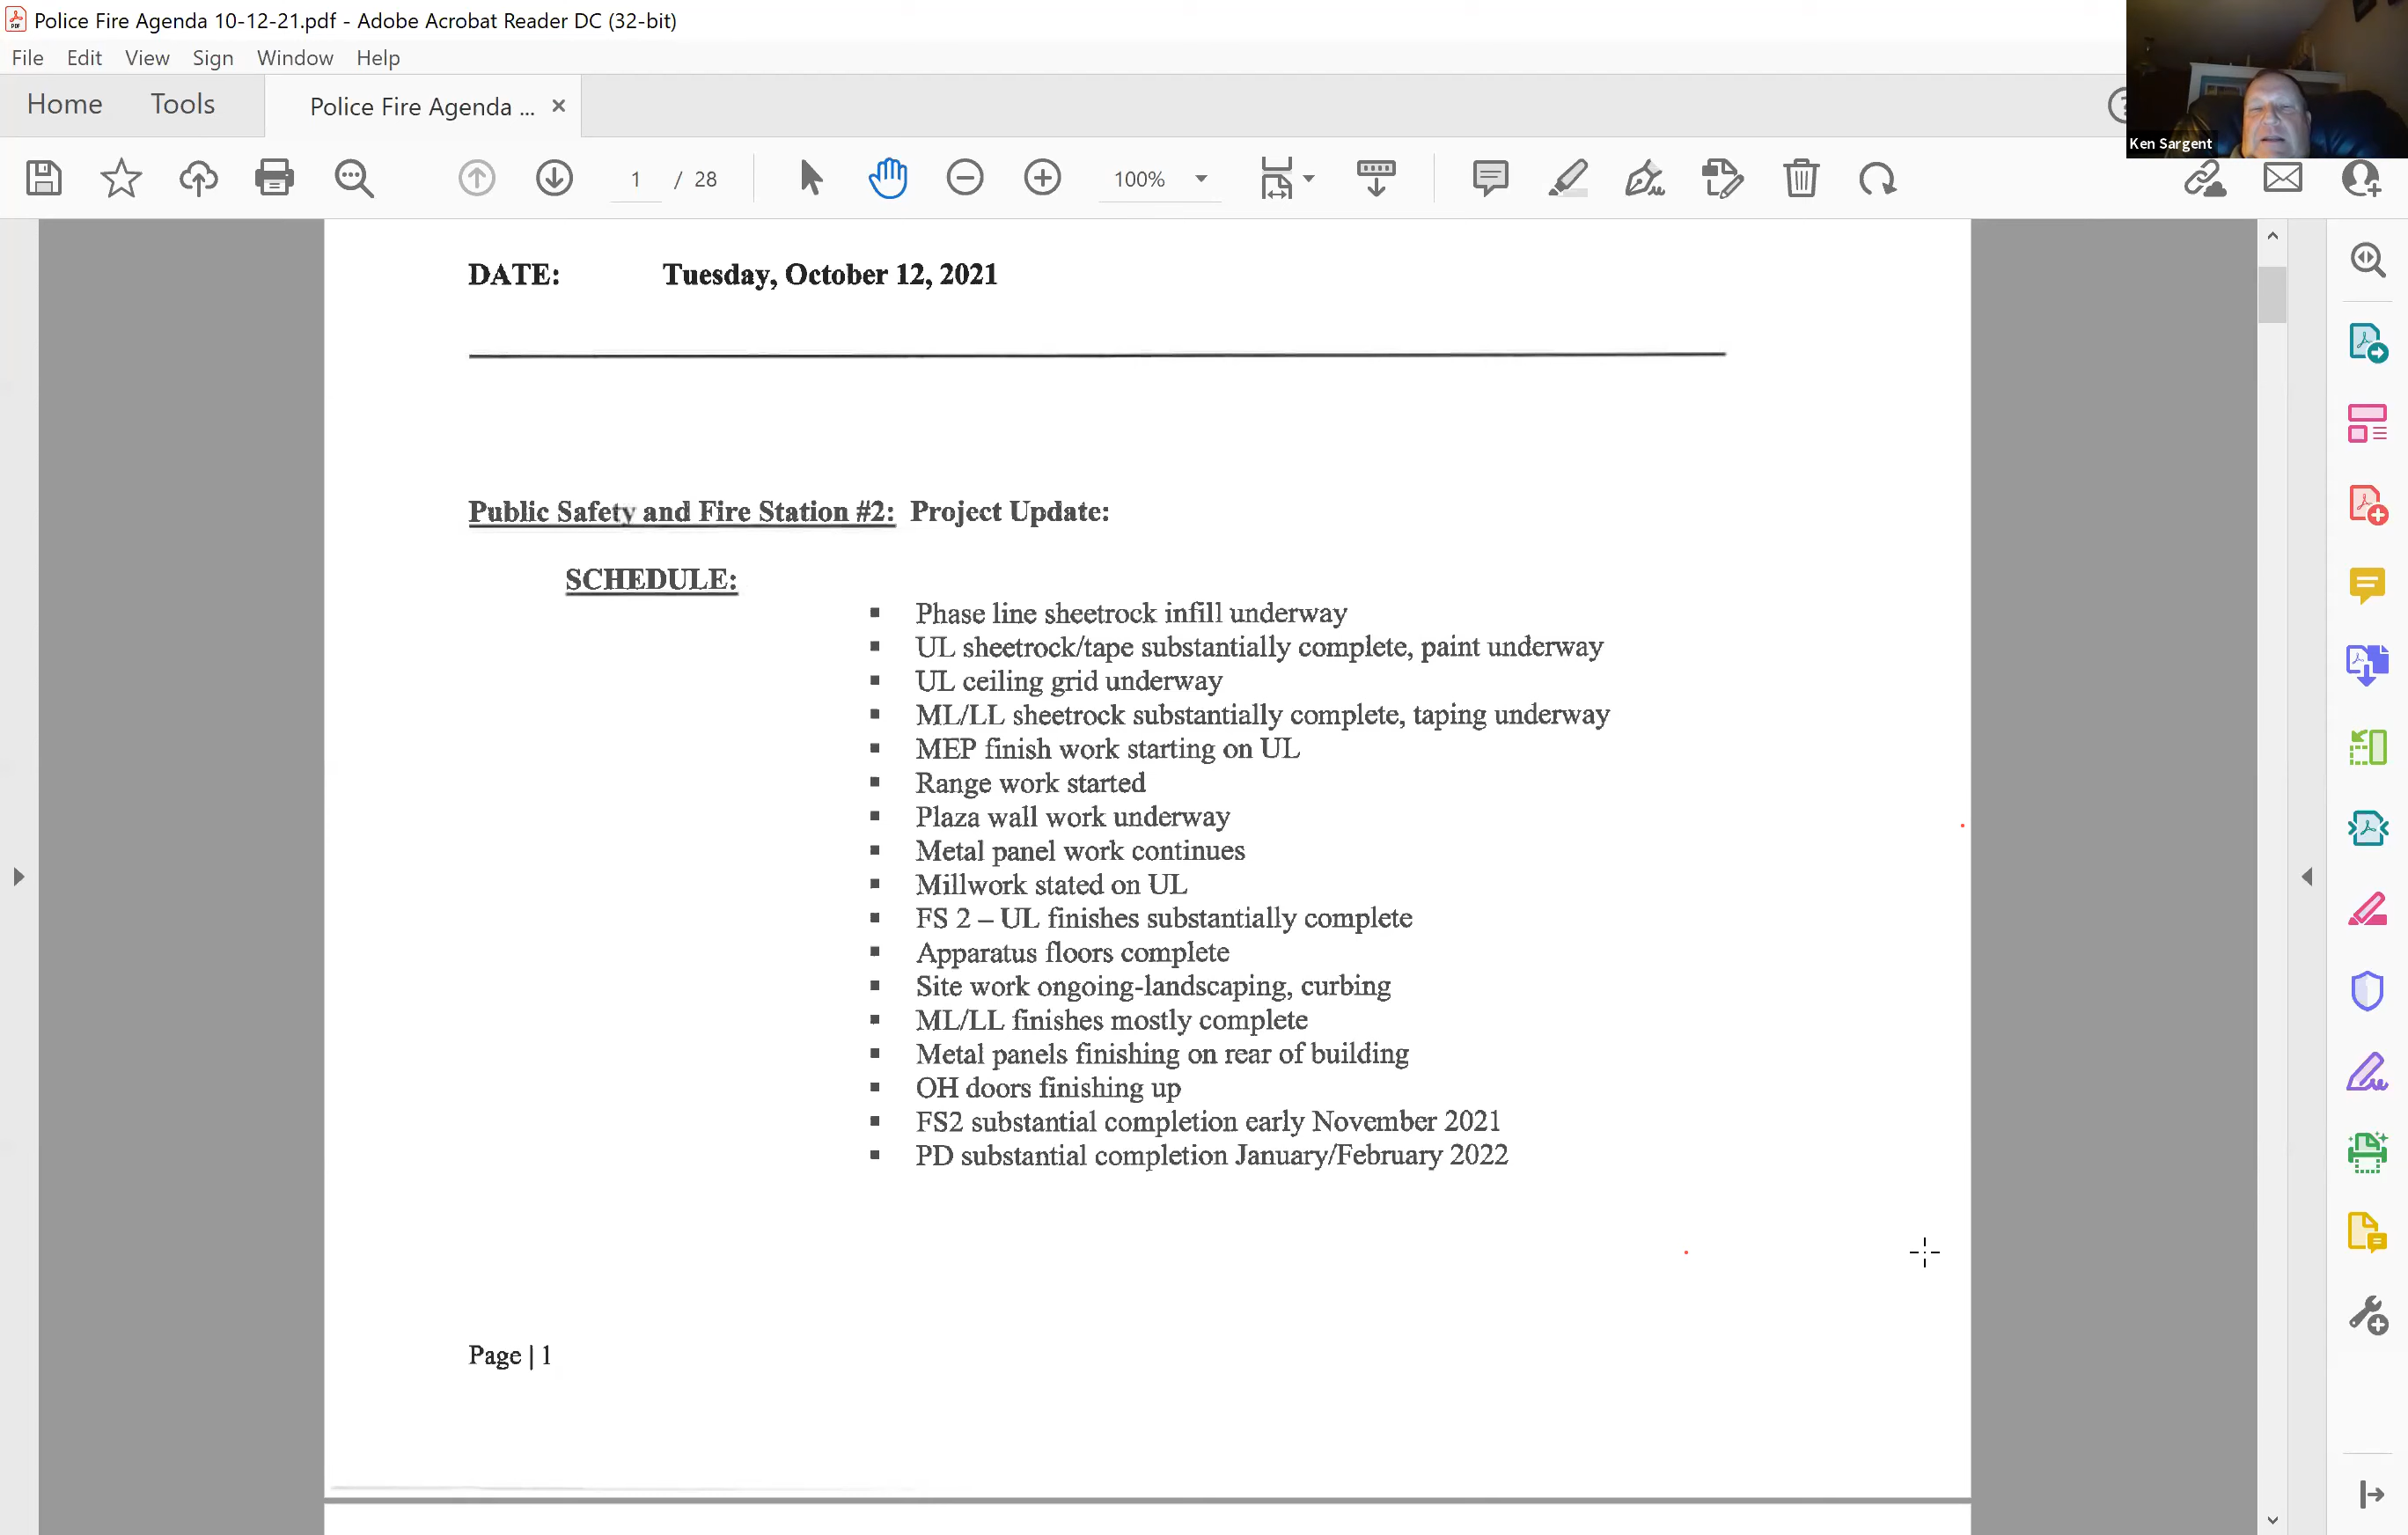 Police Fire Agenda 10-12-21.pdf - Adobe Acrobat Reader DC (32-bit)
File Edit View Sign Window Help
Home Tools Police Fire Agenda ... ×
Ken Sargent
1 / 28 100%
DATE: Tuesday, October 12, 2021
Public Safety and Fire Station #2: Project Update:
SCHEDULE:
▪ Phase line sheetrock infill underway
▪ UL sheetrock/tape substantially complete, paint underway
▪ UL ceiling grid underway
▪ ML/LL sheetrock substantially complete, taping underway
▪ MEP finish work starting on UL
▪ Range work started
▪ Plaza wall work underway
▪ Metal panel work continues
▪ Millwork stated on UL
▪ FS 2 – UL finishes substantially complete
▪ Apparatus floors complete
▪ Site work ongoing-landscaping, curbing
▪ ML/LL finishes mostly complete
▪ Metal panels finishing on rear of building
▪ OH doors finishing up
▪ FS2 substantial completion early November 2021
▪ PD substantial completion January/February 2022
Page | 1